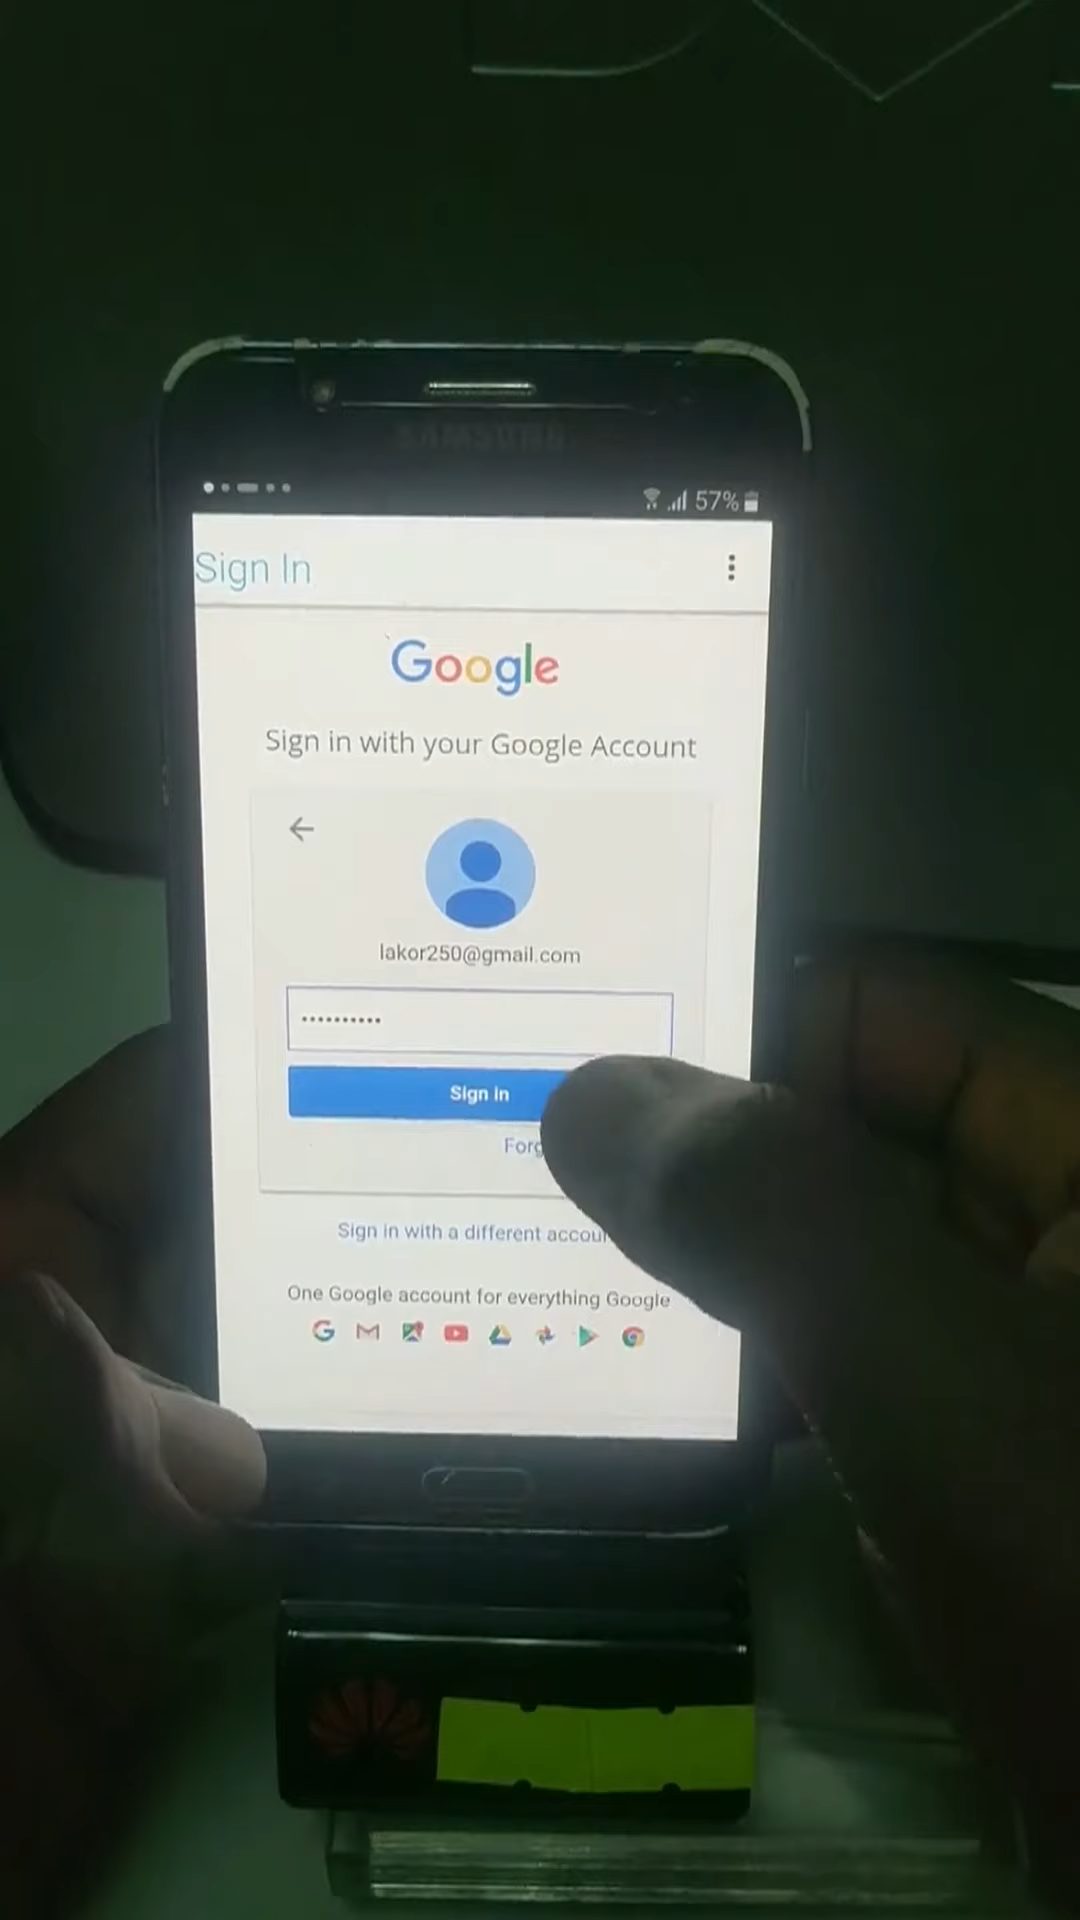 SAMSUNG
57%
Sign In
Google
Sign in with your Google Account
lakor250@gmail.com
Sign in
Sign in with a different
One Google account for everything Google